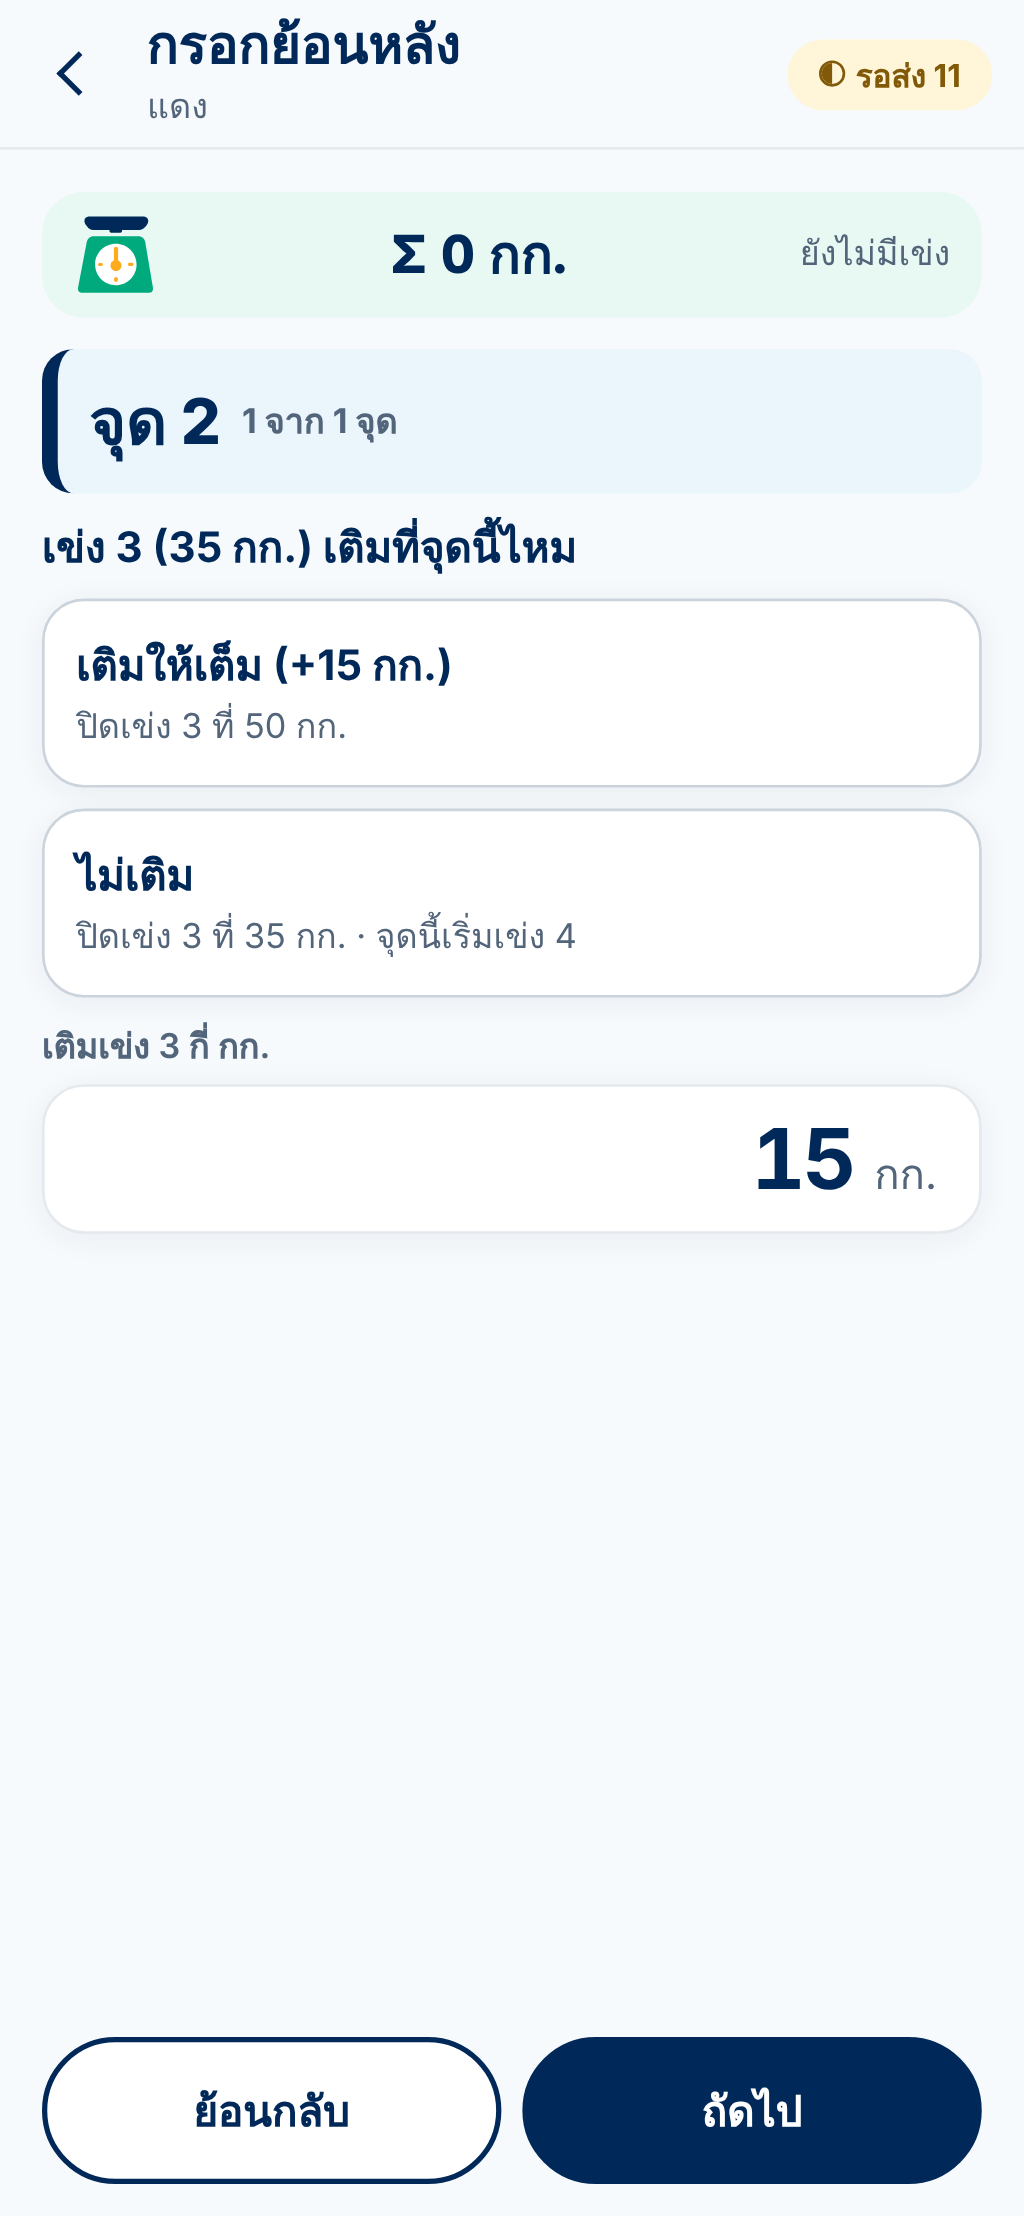 กรอกย้อนหลัง
แดง
รอส่ง 11
Σ 0 กก.
ยังไม่มีเข่ง
จุด 2 1 จาก 1 จุด
เข่ง 3 (35 กก.) เติมที่จุดนี้ไหม
เติมให้เต็ม (+15 กก.)
ปิดเข่ง 3 ที่ 50 กก.
ไม่เติม
ปิดเข่ง 3 ที่ 35 กก. · จุดนี้เริ่มเข่ง 4
เติมเข่ง 3 กี่ กก.
15 กก.
ย้อนกลับ
ถัดไป